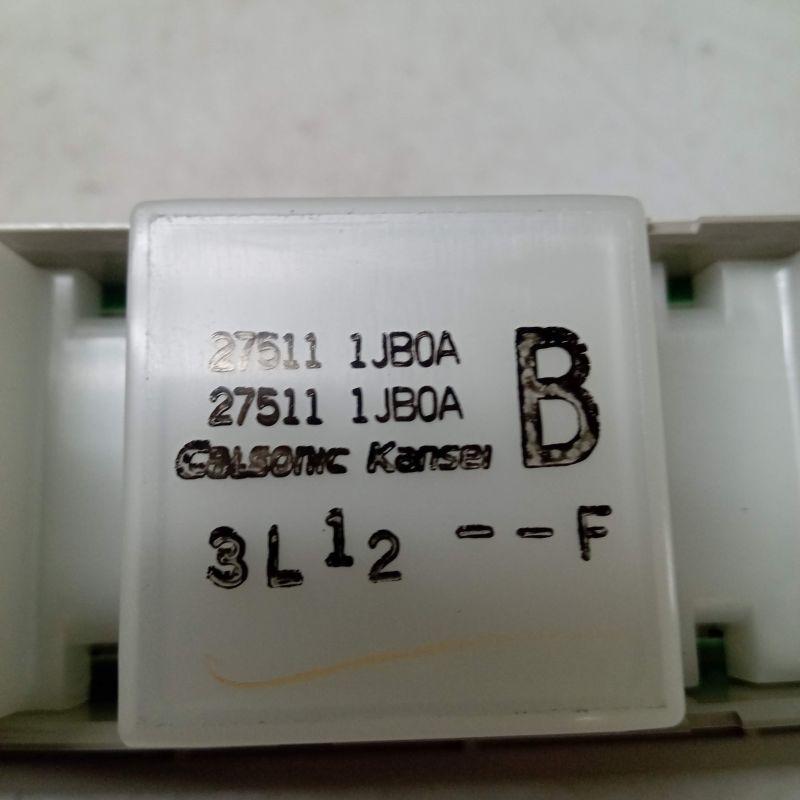 27511 1JB0A
27511 1JB0A
B
Calsonic Kansei
3L12 --F